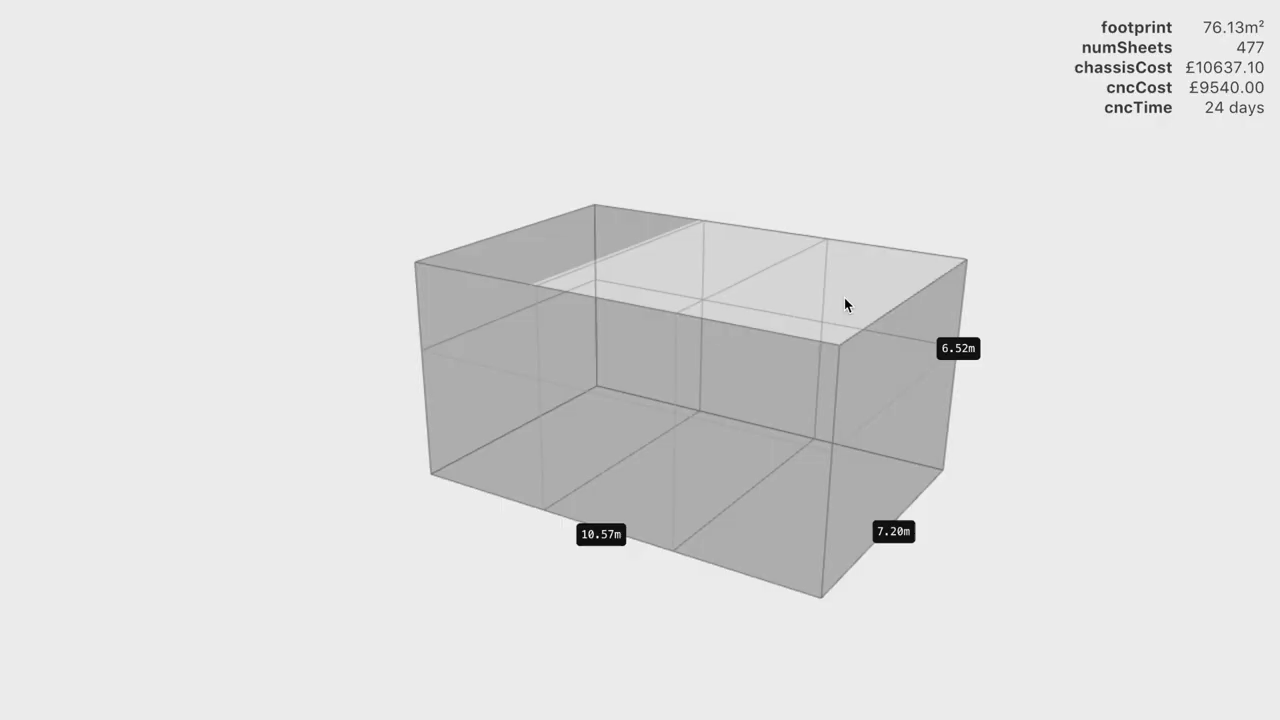 footprint 76.13m²
numSheets 477
chassisCost £10637.10
cncCost £9540.00
cncTime 24 days
6.52m
10.57m
7.20m